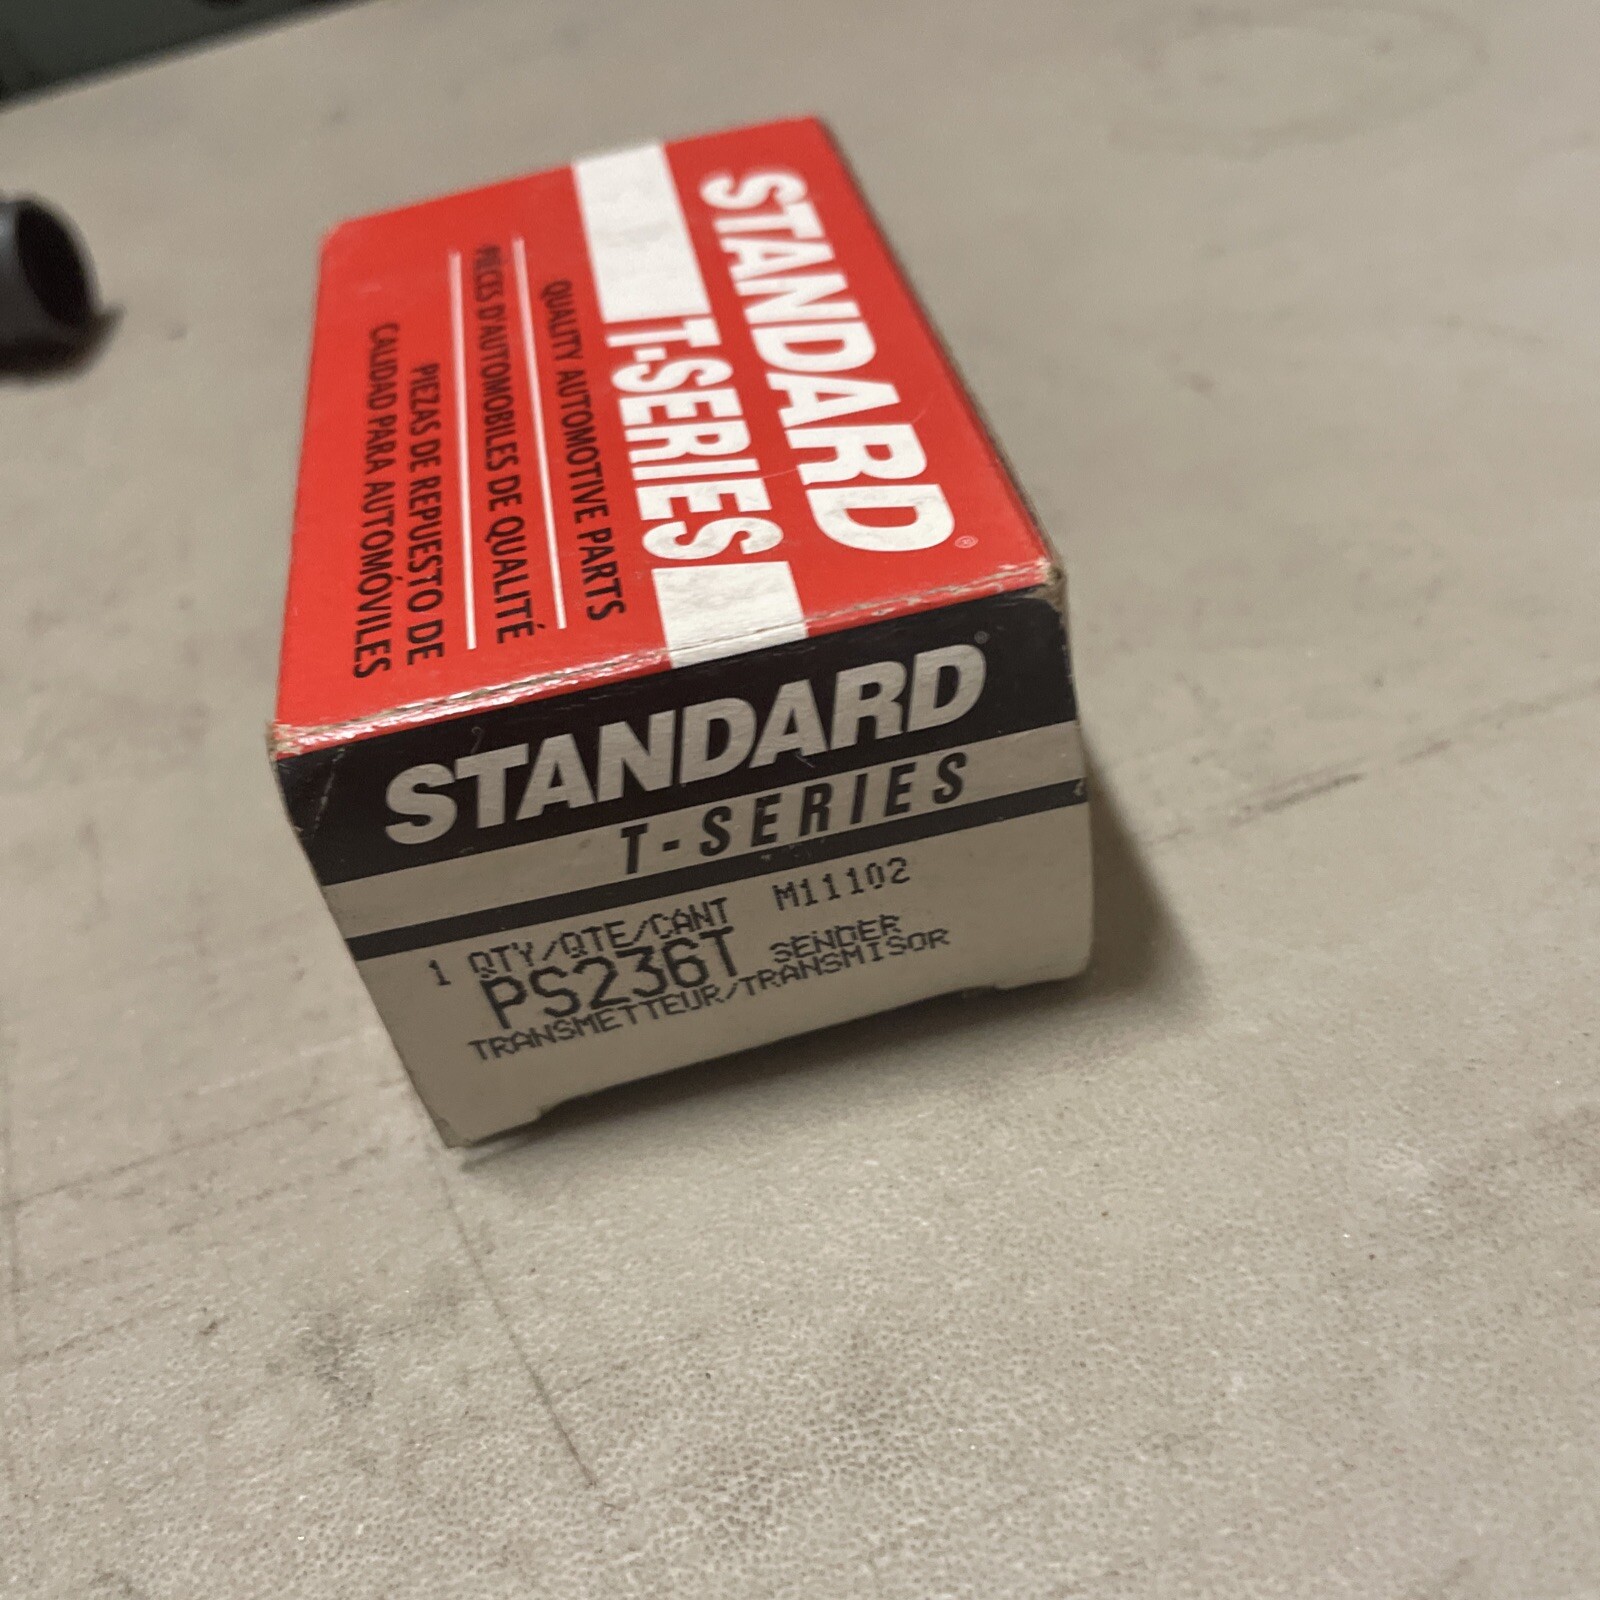 STANDARD®
T-SERIES
QUALITY AUTOMOTIVE PARTS
PIÈCES D'AUTOMOBILES DE QUALITÉ
PIEZAS DE REPUESTO DE
CALIDAD PARA AUTOMÓVILES
STANDARD®
T-SERIES
1 QTY/QTE/CANT M11102
PS236T SENDER
TRANSMETTEUR/TRANSMISOR